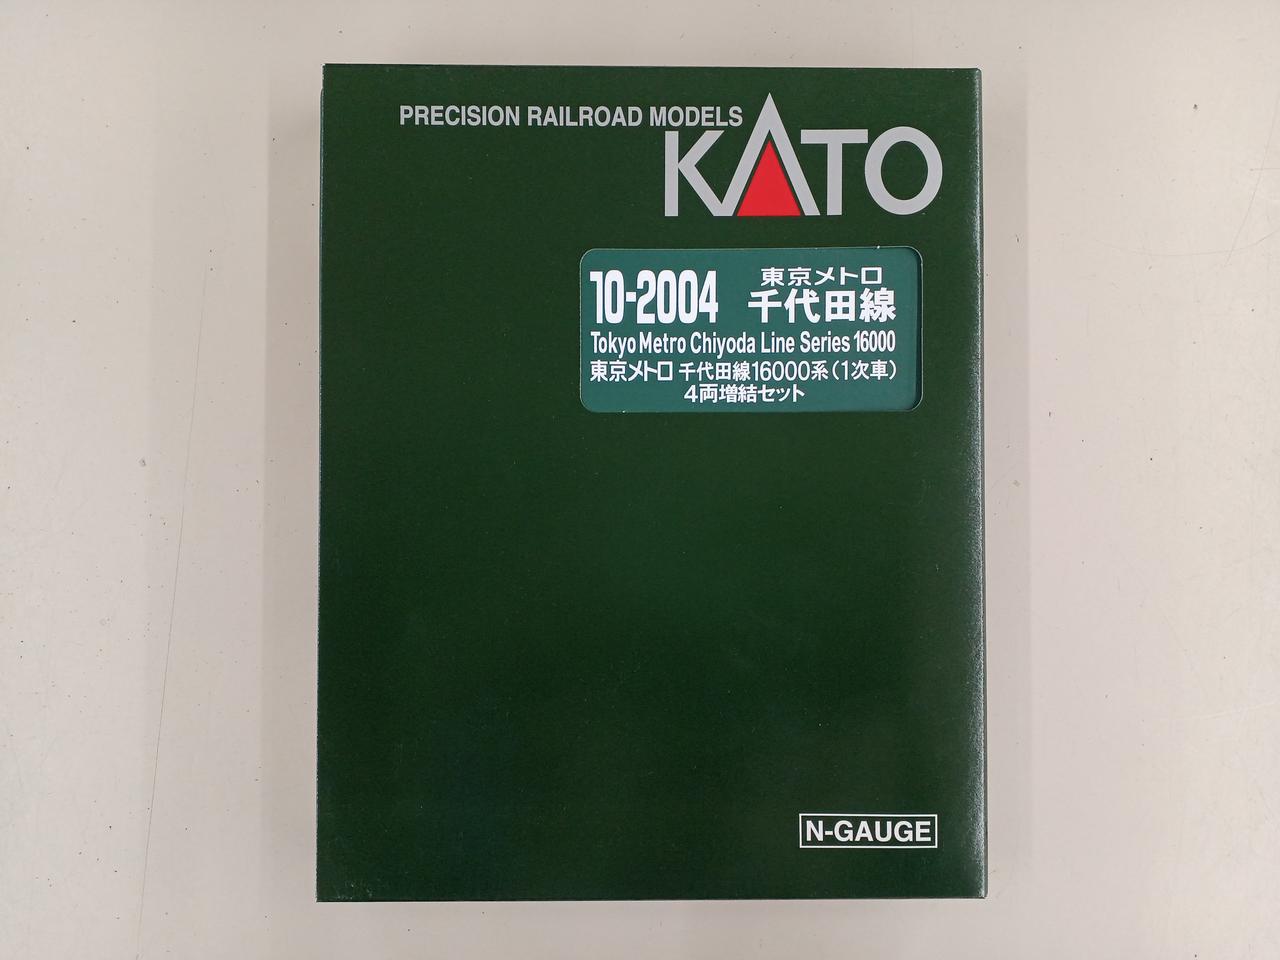 PRECISION RAILROAD MODELS
KATO
10-2004
東京メトロ
千代田線
Tokyo Metro Chiyoda Line Series 16000
東京メトロ 千代田線16000系(1次車)
4両増結セット
N-GAUGE